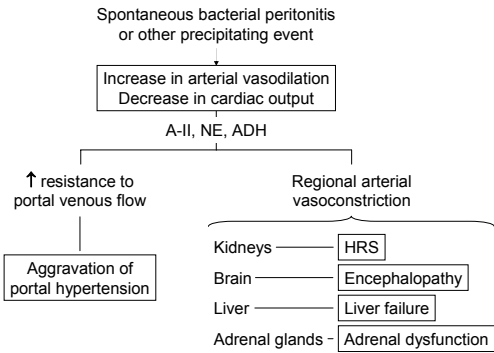 Spontaneous bacterial peritonitis
or other precipitating event
Increase in arterial vasodilation
Decrease in cardiac output
A-II, NE, ADH
↑ resistance to
portal venous flow
Aggravation of
portal hypertension
Regional arterial
vasoconstriction
Kidneys HRS
Brain Encephalopathy
Liver Liver failure
Adrenal glands Adrenal dysfunction